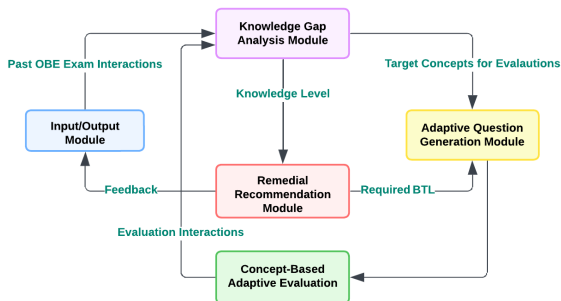 Knowledge Gap
Analysis Module
Past OBE Exam Interactions
Target Concepts for Evalautions
Knowledge Level
Input/Output
Module
Adaptive Question
Generation Module
Remedial
Recommendation
Module
Feedback
Required BTL
Evaluation Interactions
Concept-Based
Adaptive Evaluation